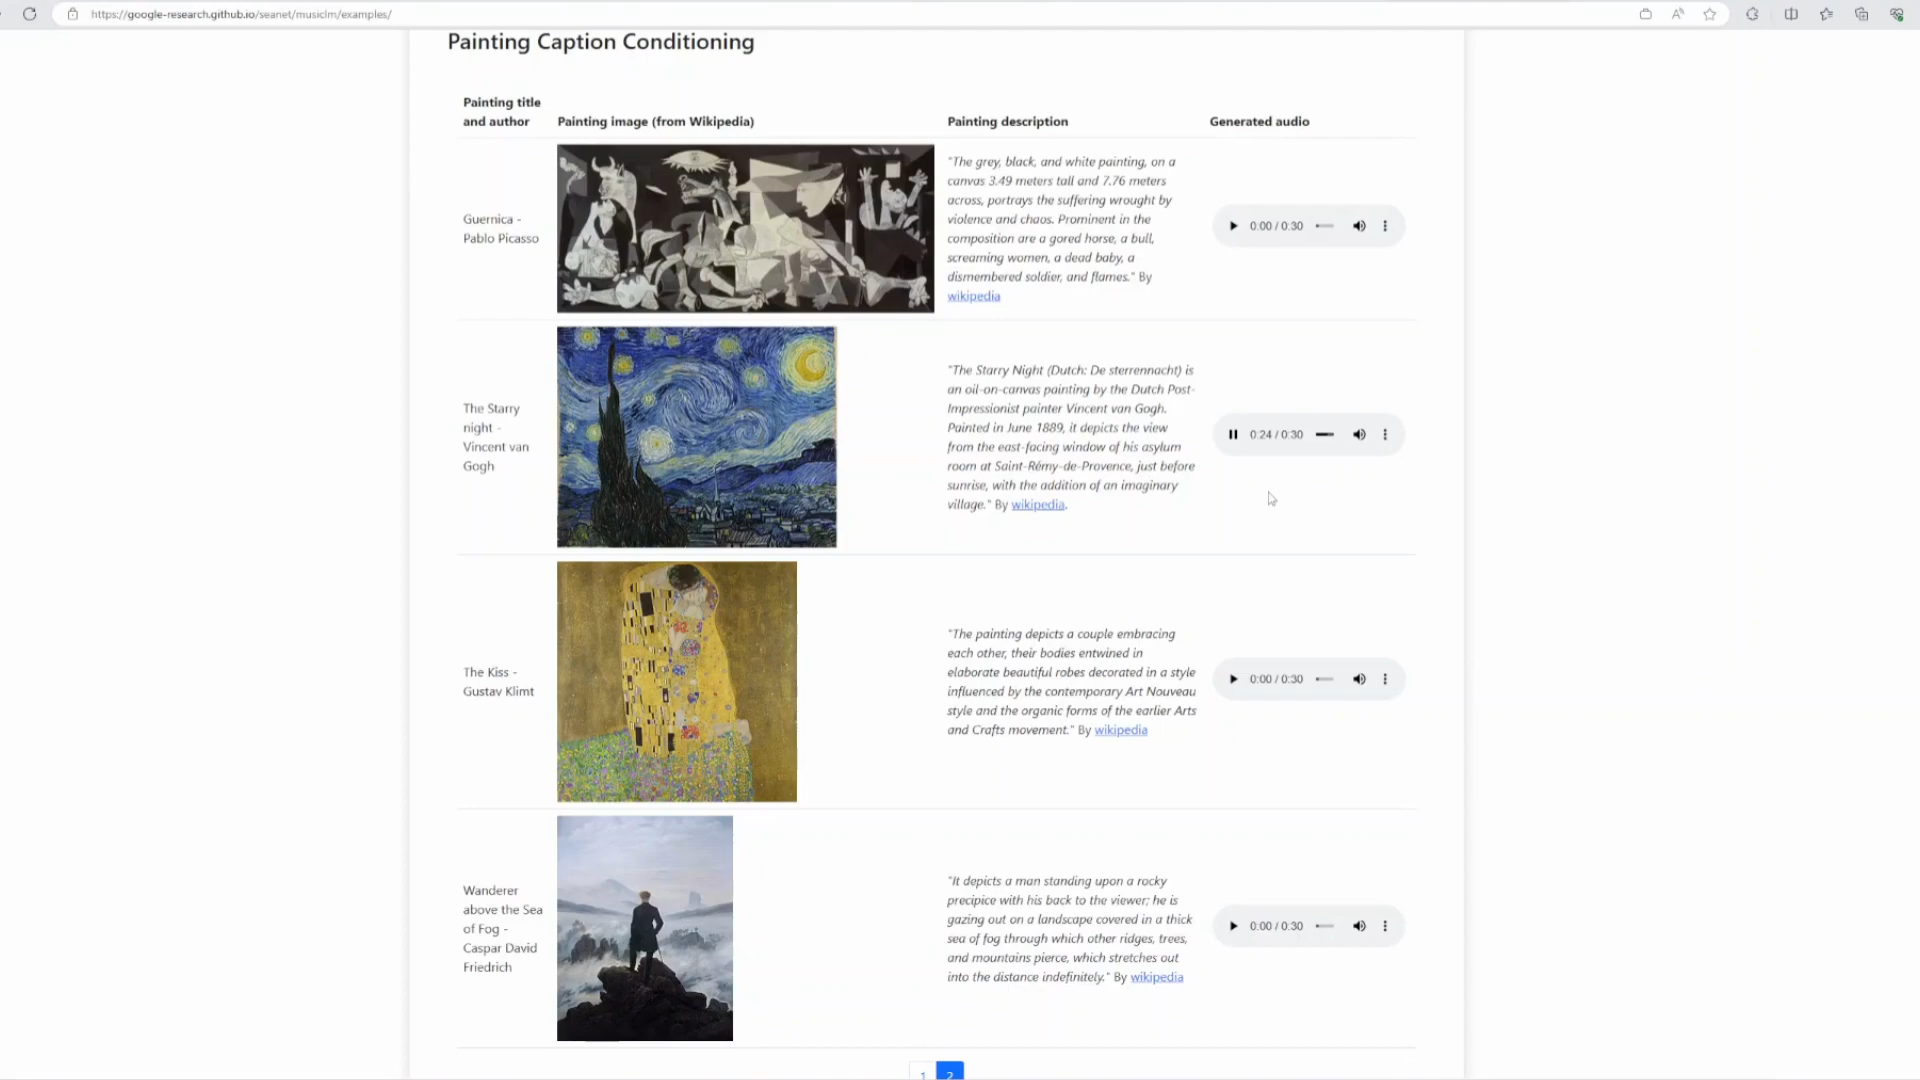 https://google-research.github.io/seanet/musiclm/examples/
Painting Caption Conditioning
Painting title
and author
Painting image (from Wikipedia)
Painting description
Generated audio
Guernica -
Pablo Picasso
"The grey, black, and white painting, on a
canvas 3.49 meters tall and 7.76 meters
across, portrays the suffering wrought by
violence and chaos. Prominent in the
composition are a gored horse, a bull,
screaming women, a dead baby, a
dismembered soldier, and flames." By
wikipedia
0:00 / 0:30
The Starry
night -
Vincent van
Gogh
"The Starry Night (Dutch: De sterrennacht) is
an oil-on-canvas painting by the Dutch Post-
Impressionist painter Vincent van Gogh.
Painted in June 1889, it depicts the view
from the east-facing window of his asylum
room at Saint-Rémy-de-Provence, just before
sunrise, with the addition of an imaginary
village." By wikipedia.
0:24 / 0:30
The Kiss -
Gustav Klimt
"The painting depicts a couple embracing
each other, their bodies entwined in
elaborate beautiful robes decorated in a style
influenced by the contemporary Art Nouveau
style and the organic forms of the earlier Arts
and Crafts movement." By wikipedia
0:00 / 0:30
Wanderer
above the Sea
of Fog -
Caspar David
Friedrich
"It depicts a man standing upon a rocky
precipice with his back to the viewer; he is
gazing out on a landscape covered in a thick
sea of fog through which other ridges, trees,
and mountains pierce, which stretches out
into the distance indefinitely." By wikipedia
0:00 / 0:30
1 2